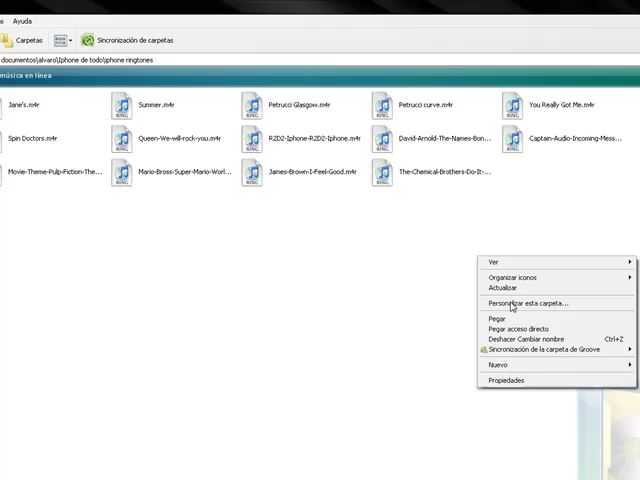 Ayuda
Carpetas Sincronización de carpetas
documentos\alvaro\Iphone de todo\iphone ringtones
música en línea
Jane's.m4r Summer.m4r Petrucci Glasgow.m4r Petrucci curve.m4r You Really Got Me.m4r
Spin Doctors.m4r Queen-We-will-rock-you.m4r R2D2-Iphone-R2D2-Iphone.m4r David-Arnold-The-Names-Bon... Captain-Audio-Incoming-Mess...
Movie-Theme-Pulp-Fiction-The... Mario-Bross-Super-Mario-Worl... James-Brown-I-Feel-Good.m4r The-Chemical-Brothers-Do-It-...
Ver
Organizar iconos
Actualizar
Personalizar esta carpeta...
Pegar
Pegar acceso directo
Deshacer Cambiar nombre Ctrl+Z
Sincronización de la carpeta de Groove
Nuevo
Propiedades